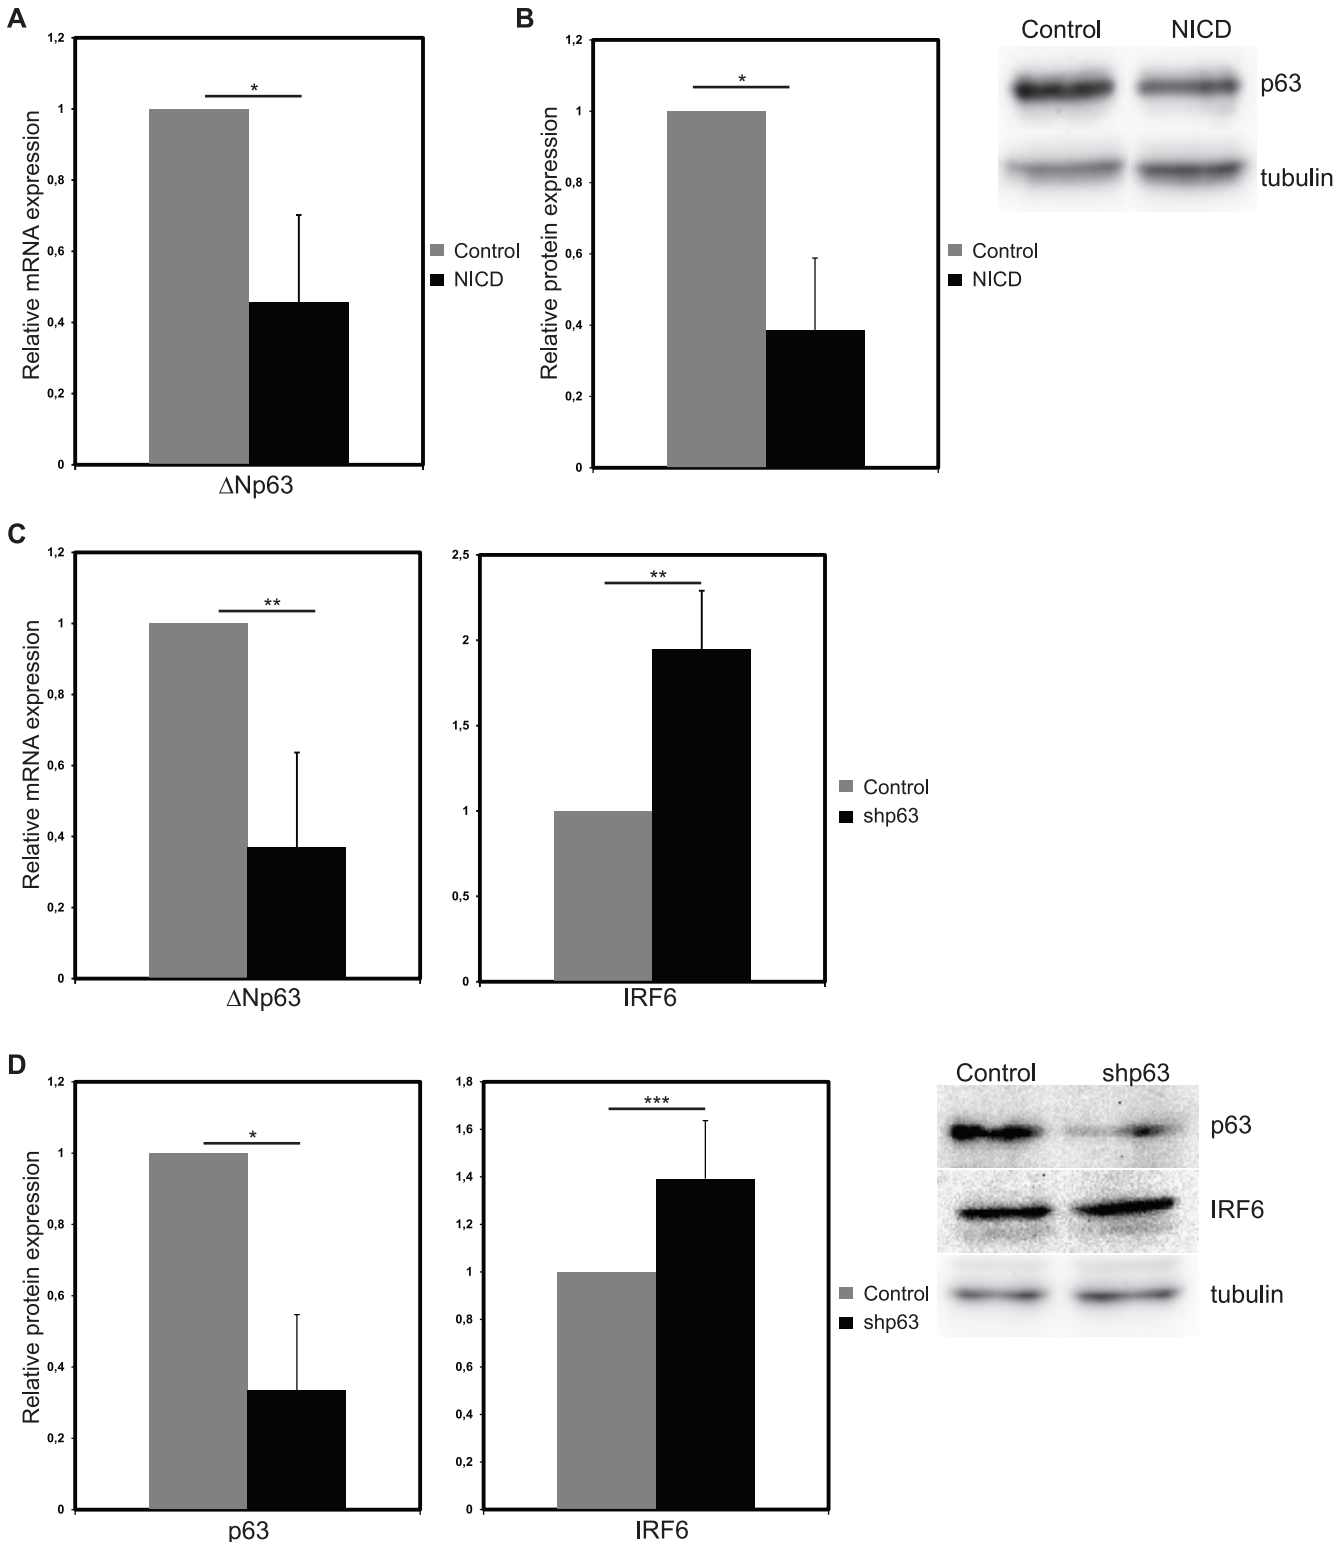 A
Relative mRNA expression
1,2
1
0,8
0,6
0,4
0,2
0
*
ΔNp63
Control
NICD
B
Relative protein expression
1,2
1
0,8
0,6
0,4
0,2
0
*
Control
NICD
Control NICD
p63
tubulin
C
Relative mRNA expression
1,2
1
0,8
0,6
0,4
0,2
0
**
ΔNp63
2,5
2
1,5
1
0,5
0
**
IRF6
Control
shp63
D
Relative protein expression
1,2
1
0,8
0,6
0,4
0,2
0
*
p63
1,8
1,6
1,4
1,2
1
0,8
0,6
0,4
0,2
0
***
IRF6
Control
shp63
Control shp63
p63
IRF6
tubulin